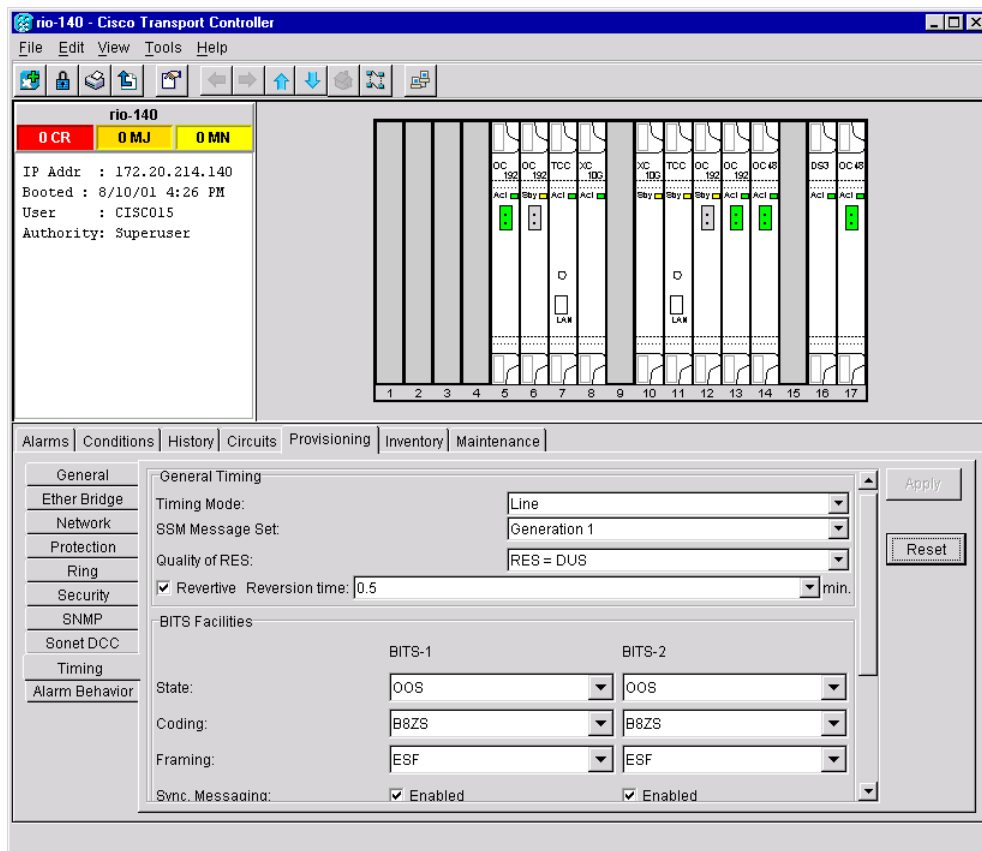 rio-140 - Cisco Transport Controller
File Edit View Tools Help
rio-140
0 CR 0 MJ 0 MN
IP Addr : 172.20.214.140
Booted : 8/10/01 4:26 PM
User : CISCO15
Authority: Superuser
OC 192 OC 192 TCC XC 10G XC 10G TCC OC 192 OC 192 OC48 DS3 OC48
Act Sby Act Act Sby Sby Sby Act Act Act Act
LAN LAN
1 2 3 4 5 6 7 8 9 10 11 12 13 14 15 16 17
Alarms Conditions History Circuits Provisioning Inventory Maintenance
General
Ether Bridge
Network
Protection
Ring
Security
SNMP
Sonet DCC
Timing
Alarm Behavior
General Timing
Timing Mode: Line
SSM Message Set: Generation 1
Quality of RES: RES = DUS
Revertive Reversion time: 0.5 min.
BITS Facilities
BITS-1 BITS-2
State: OOS OOS
Coding: B8ZS B8ZS
Framing: ESF ESF
Sync. Messaging: Enabled Enabled
Apply
Reset